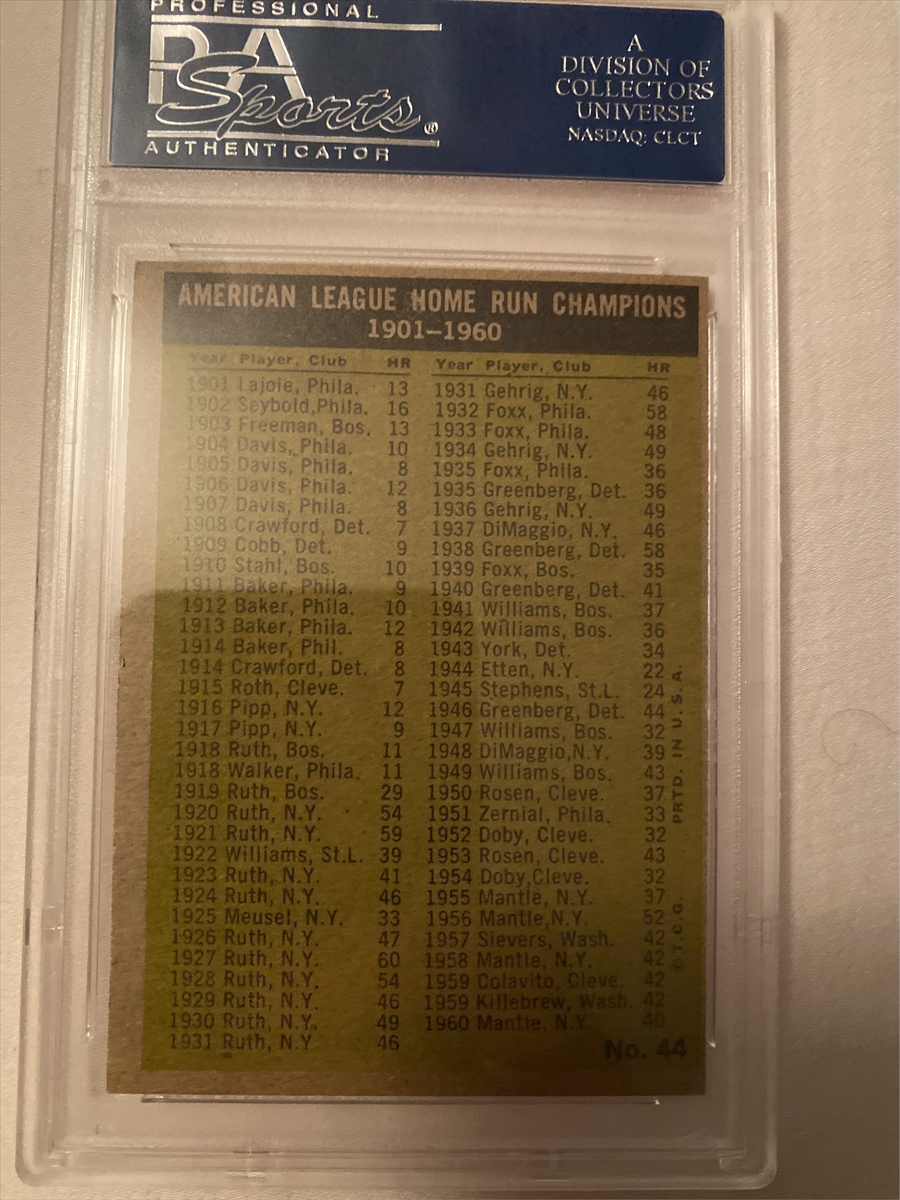 PROFESSIONAL
PSA
Sports®
AUTHENTICATOR
A
DIVISION OF
COLLECTORS
UNIVERSE
NASDAQ: CLCT
AMERICAN LEAGUE HOME RUN CHAMPIONS
1901–1960
Year Player, Club HR
1901 Lajoie, Phila. 13
1902 Seybold,Phila. 16
1903 Freeman, Bos. 13
1904 Davis, Phila. 10
1905 Davis, Phila. 8
1906 Davis, Phila. 12
1907 Davis, Phila. 8
1908 Crawford, Det. 7
1909 Cobb, Det. 9
1910 Stahl, Bos. 10
1911 Baker, Phila. 9
1912 Baker, Phila. 10
1913 Baker, Phila. 12
1914 Baker, Phil. 8
1914 Crawford, Det. 8
1915 Roth, Cleve. 7
1916 Pipp, N.Y. 12
1917 Pipp, N.Y. 9
1918 Ruth, Bos. 11
1918 Walker, Phila. 11
1919 Ruth, Bos. 29
1920 Ruth, N.Y. 54
1921 Ruth, N.Y. 59
1922 Williams, St.L. 39
1923 Ruth, N.Y. 41
1924 Ruth, N.Y. 46
1925 Meusel, N.Y. 33
1926 Ruth, N.Y. 47
1927 Ruth, N.Y. 60
1928 Ruth, N.Y. 54
1929 Ruth, N.Y. 46
1930 Ruth, N.Y. 49
1931 Ruth, N.Y 46
Year Player, Club HR
1931 Gehrig, N.Y. 46
1932 Foxx, Phila. 58
1933 Foxx, Phila. 48
1934 Gehrig, N.Y. 49
1935 Foxx, Phila. 36
1935 Greenberg, Det. 36
1936 Gehrig, N.Y. 49
1937 DiMaggio, N.Y. 46
1938 Greenberg, Det. 58
1939 Foxx, Bos. 35
1940 Greenberg, Det. 41
1941 Williams, Bos. 37
1942 Williams, Bos. 36
1943 York, Det. 34
1944 Etten, N.Y. 22
1945 Stephens, St.L. 24
1946 Greenberg, Det. 44
1947 Williams, Bos. 32
1948 DiMaggio,N.Y. 39
1949 Williams, Bos. 43
1950 Rosen, Cleve. 37
1951 Zernial, Phila. 33
1952 Doby, Cleve. 32
1953 Rosen, Cleve. 43
1954 Doby,Cleve. 32
1955 Mantle, N.Y. 37
1956 Mantle,N.Y. 52
1957 Sievers, Wash. 42
1958 Mantle, N.Y. 42
1959 Colavito, Cleve. 42
1959 Killebrew, Wash. 42
1960 Mantle, N.Y. 40
No. 44
©T.C.G. PRTD. IN U.S.A.